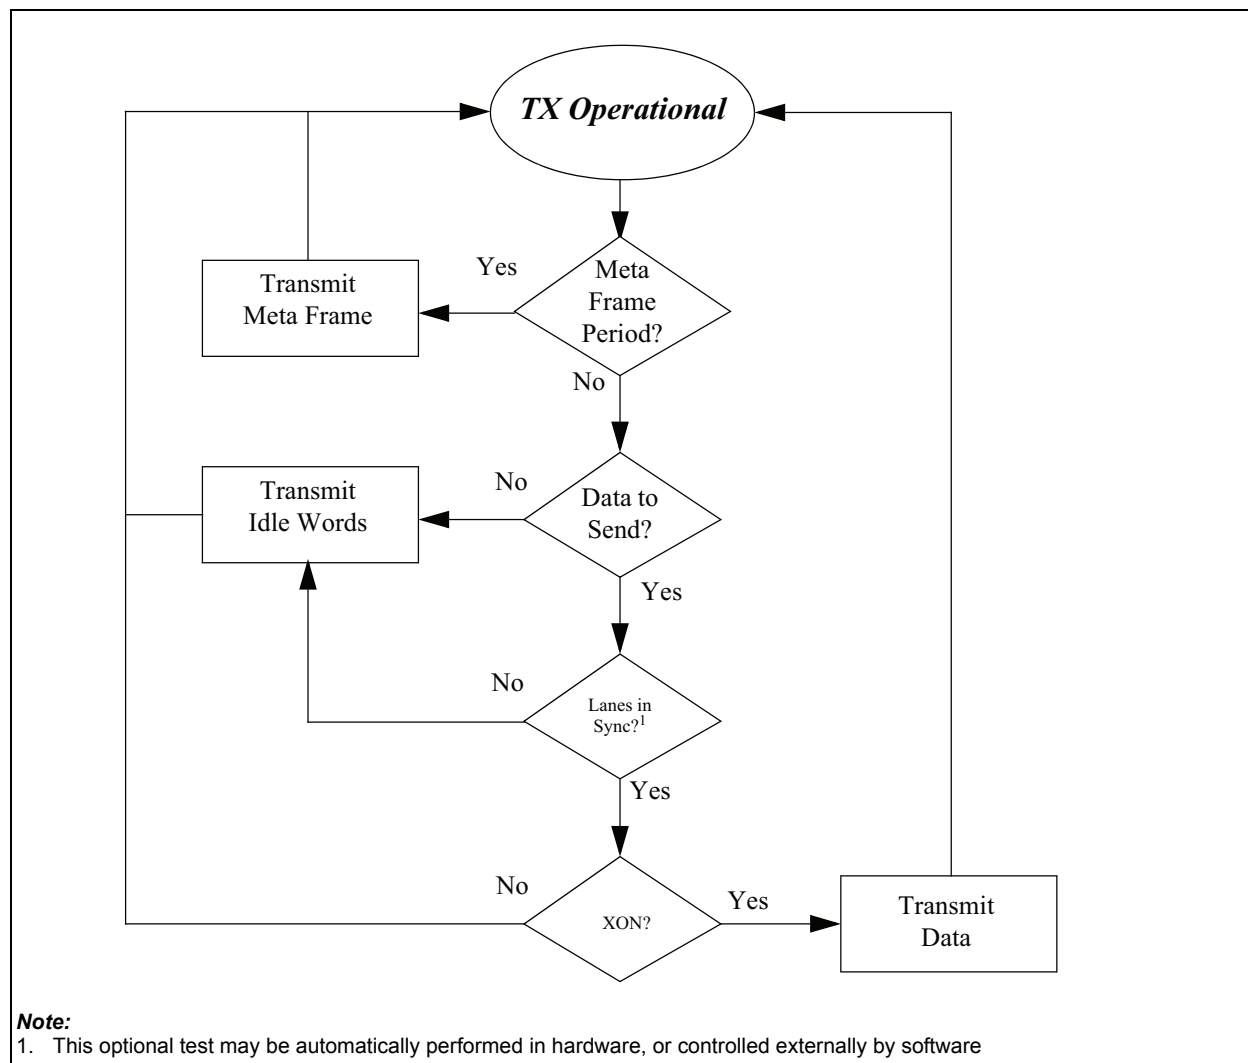 TX Operational
Yes
Meta
Frame
Period?
Transmit
Meta Frame
No
No
Data to
Send?
Transmit
Idle Words
Yes
No
Lanes in
Sync?1
Yes
No
XON?
Yes
Transmit
Data
Note:
1. This optional test may be automatically performed in hardware, or controlled externally by software